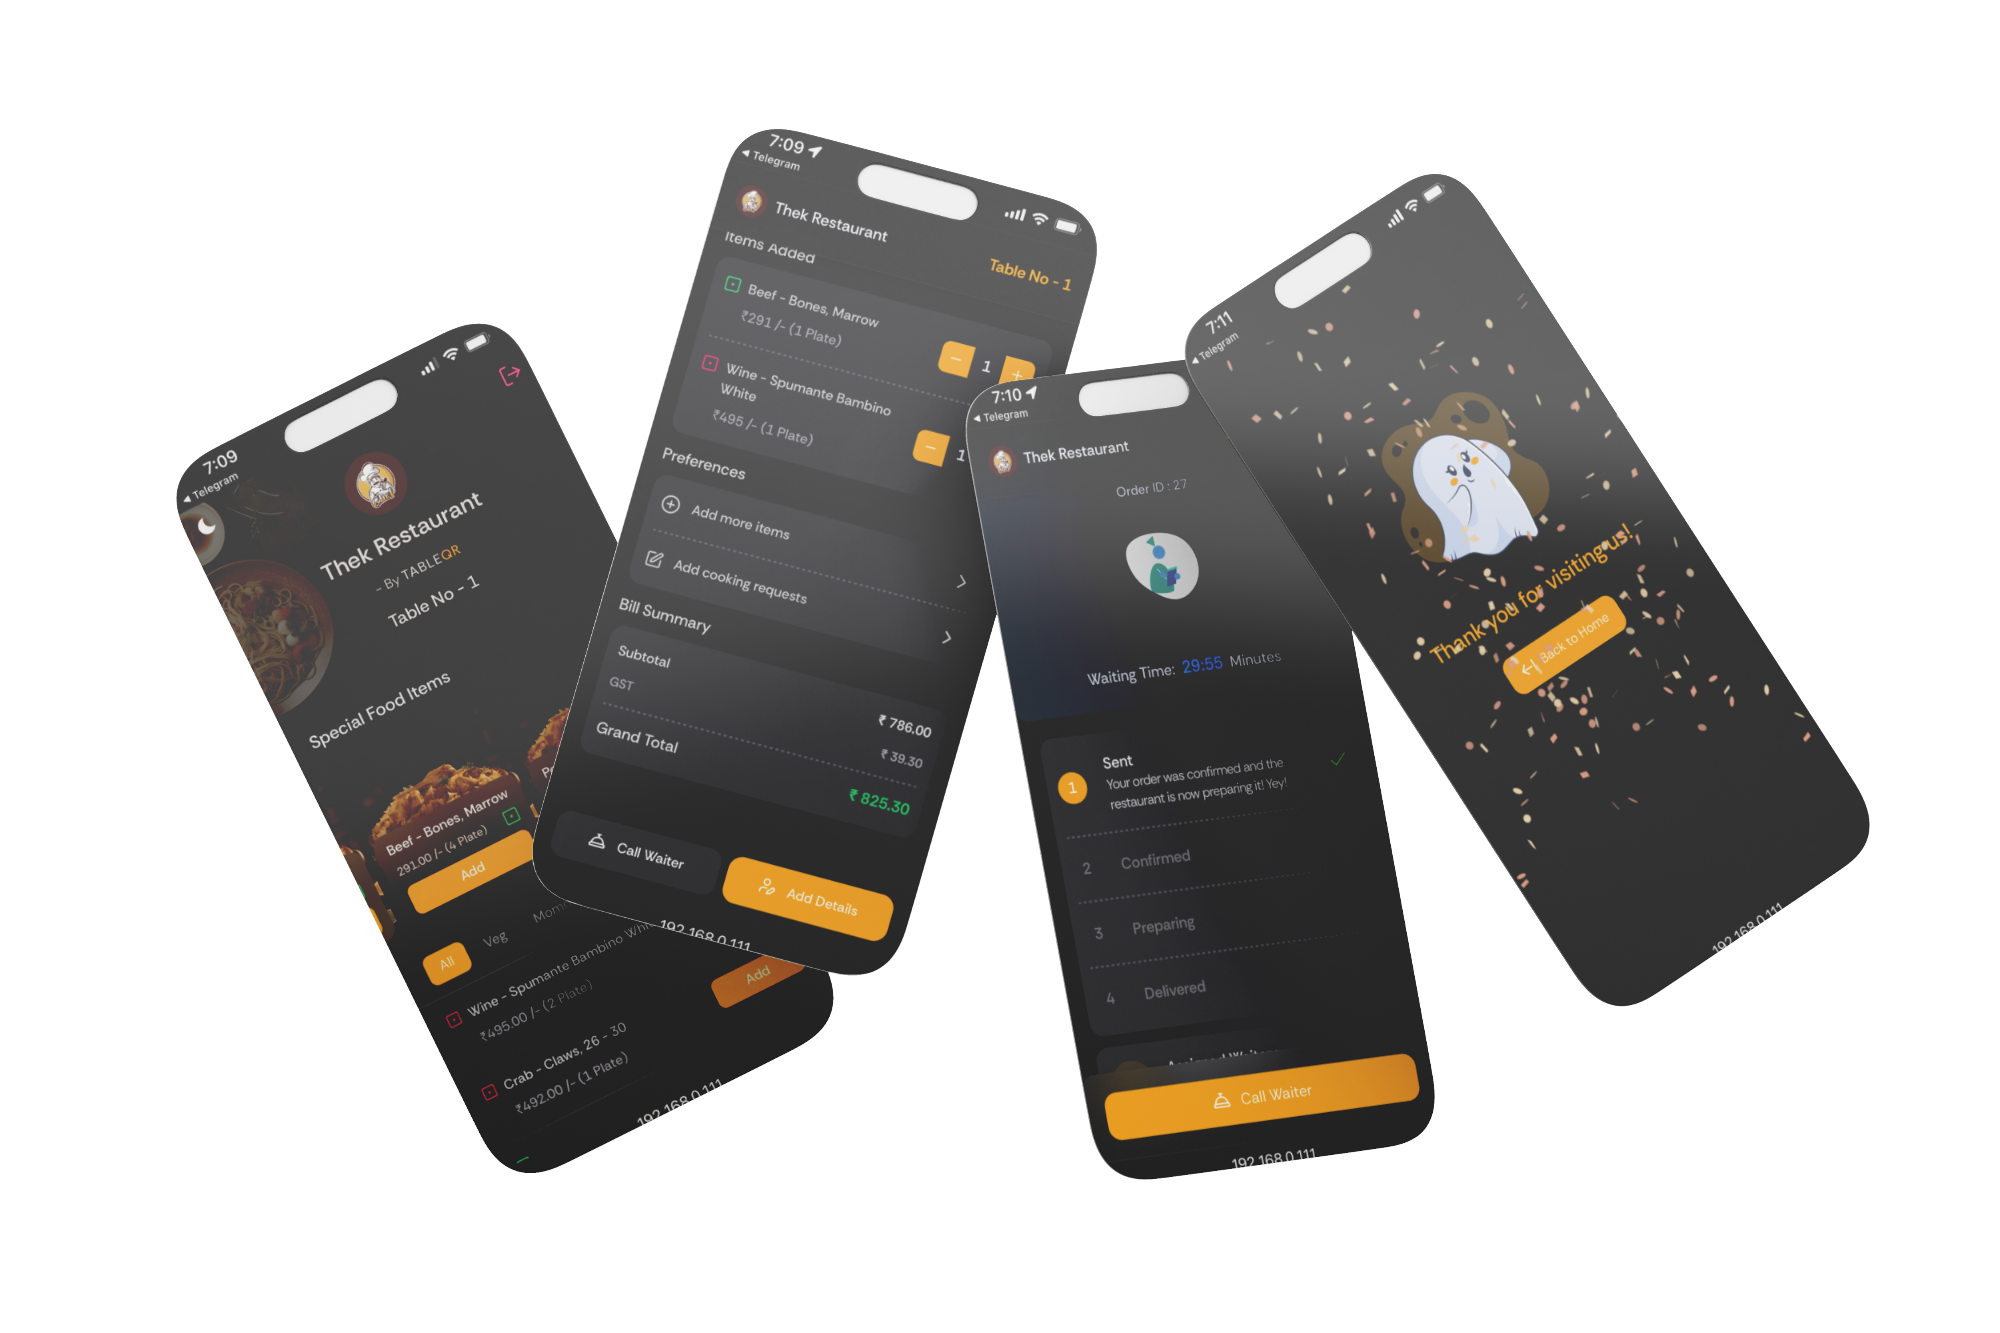 7:09
Telegram
Thek Restaurant
- By TABLEQR
Table No - 1
Special Food Items
Beef - Bones, Marrow
291.00 /- (4 Plate)
Add
All
Veg
Wine - Spumante Bambino
₹495.00 /- (2 Plate)
Add
Crab - Claws, 26 - 30
₹492.00 /- (1 Plate)
192.168.0.111
7:09
Telegram
Thek Restaurant
Items Added
Table No - 1
Beef - Bones, Marrow
₹291 /- (1 Plate)
1
Wine - Spumante Bambino
White
₹495 /- (1 Plate)
1
Preferences
Add more items
Add cooking requests
Bill Summary
Subtotal
₹ 786.00
GST
₹ 39.30
Grand Total
₹ 825.30
Call Waiter
Add Details
192.168.0.111
7:10
Telegram
Thek Restaurant
Order ID : 27
Waiting Time: 29:55 Minutes
1
Sent
Your order was confirmed and the
restaurant is now preparing it! Yey!
2 Confirmed
3 Preparing
4 Delivered
Call Waiter
192.168.0.111
7:11
Telegram
Thank you for visiting us!
Back to Home
192.168.0.111